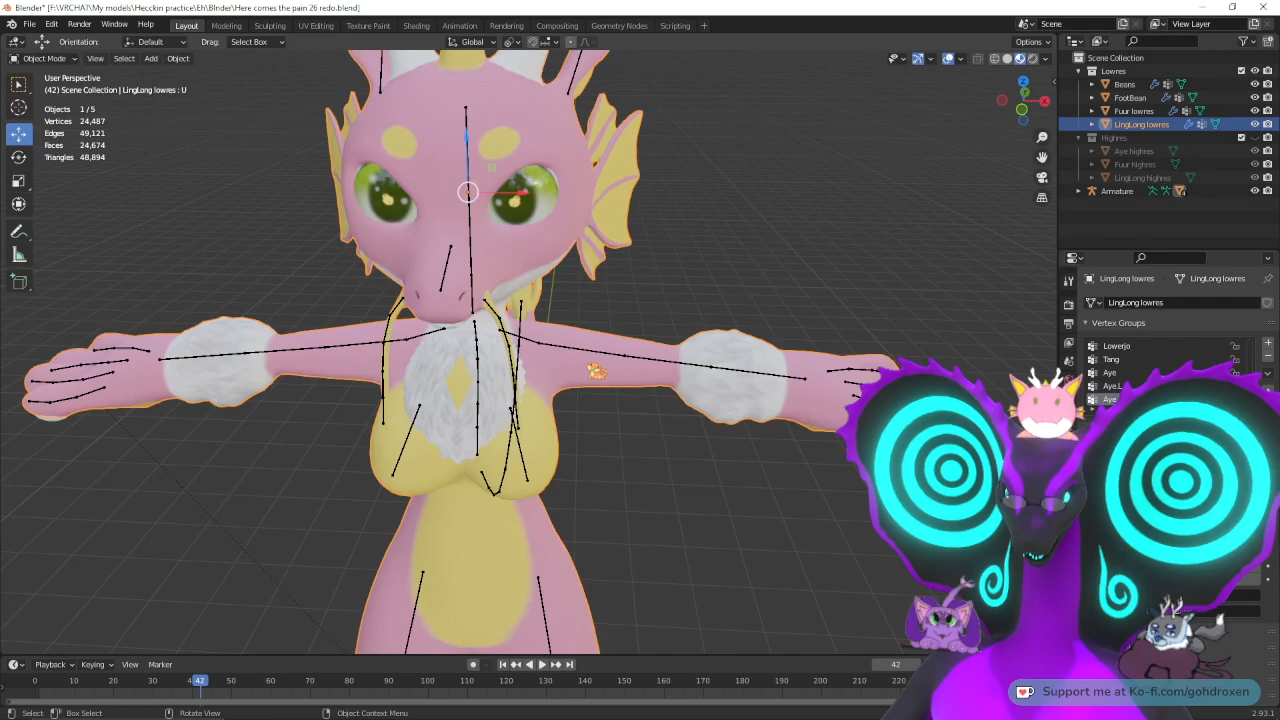 Blender* [F:\VRCHAT\My models\Hecckin practice\Eh\Blnder\Here comes the pain 26 redo.blend]
File Edit Render Window Help Layout Modeling Sculpting UV Editing Texture Paint Shading Animation Rendering Compositing Geometry Nodes Scripting + Scene View Layer
Orientation: Default Drag: Select Box Global Options
Object Mode View Select Add Object
User Perspective
(42) Scene Collection | LingLong lowres : U
Objects 1 / 5
Vertices 24,487
Edges 49,121
Faces 24,674
Triangles 48,894
Z
X
Scene Collection
Lowres
Beans
FootBean
Fuur lowres
LingLong lowres
Highres
Aye highres
Fuur highres
LingLong highres
Armature
LingLong lowres LingLong lowres
LingLong lowres
Vertex Groups
Lowerjo
Tang
Aye
Aye.L
Aye
Playback Keying View Marker 42
0 10 20 30 4 42 50 60 70 80 90 100 110 120 130 140 150 160 170 180 190 200 210 220
Select Box Select Rotate View Object Context Menu 2.93.1
Support me at Ko-fi.com/gohdroxen